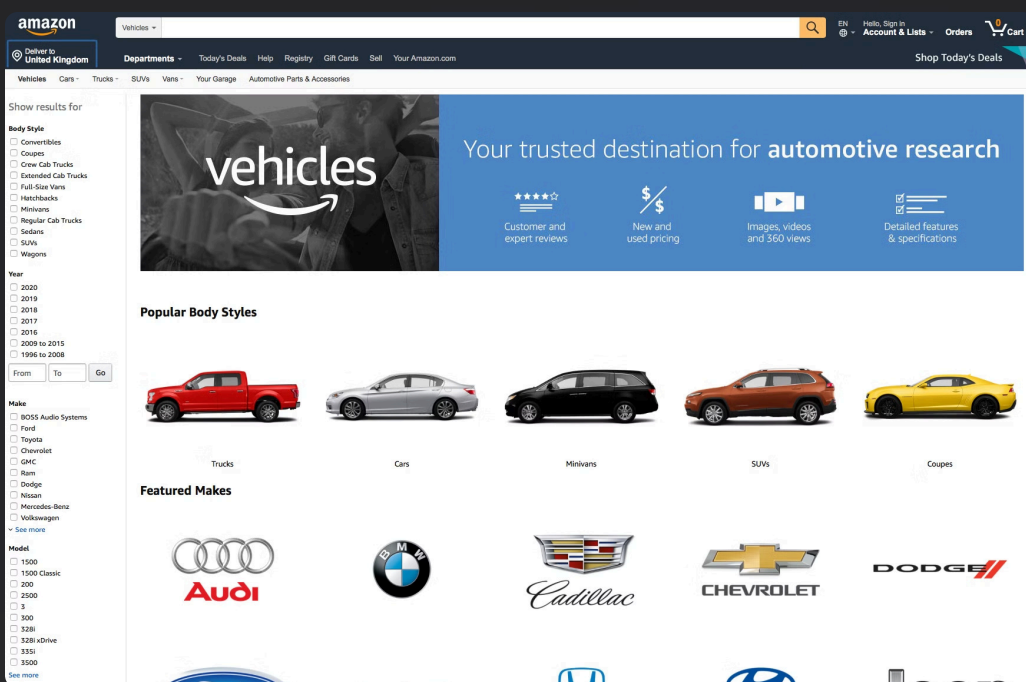 amazon
Vehicles
EN
Hello, Sign in
Account & Lists
Orders
0
Cart
Deliver to
United Kingdom
Departments
Today's Deals
Help
Registry
Gift Cards
Sell
Your Amazon.com
Shop Today's Deals
Vehicles
Cars
Trucks
SUVs
Vans
Your Garage
Automotive Parts & Accessories
Show results for
Body Style
Convertibles
Coupes
Crew Cab Trucks
Extended Cab Trucks
Full-Size Vans
Hatchbacks
Minivans
Regular Cab Trucks
Sedans
SUVs
Wagons
Year
2020
2019
2018
2017
2016
2009 to 2015
1996 to 2008
From
To
Go
Make
BOSS Audio Systems
Ford
Toyota
Chevrolet
GMC
Ram
Dodge
Nissan
Mercedes-Benz
Volkswagen
See more
Model
1500
1500 Classic
200
2500
3
300
328i
328i xDrive
335i
3500
See more
vehicles
Your trusted destination for automotive research
Customer and
expert reviews
$/$
New and
used pricing
Images, videos
and 360 views
Detailed features
& specifications
Popular Body Styles
Trucks
Cars
Minivans
SUVs
Coupes
Featured Makes
Audi
BMW
Cadillac
CHEVROLET
DODGE